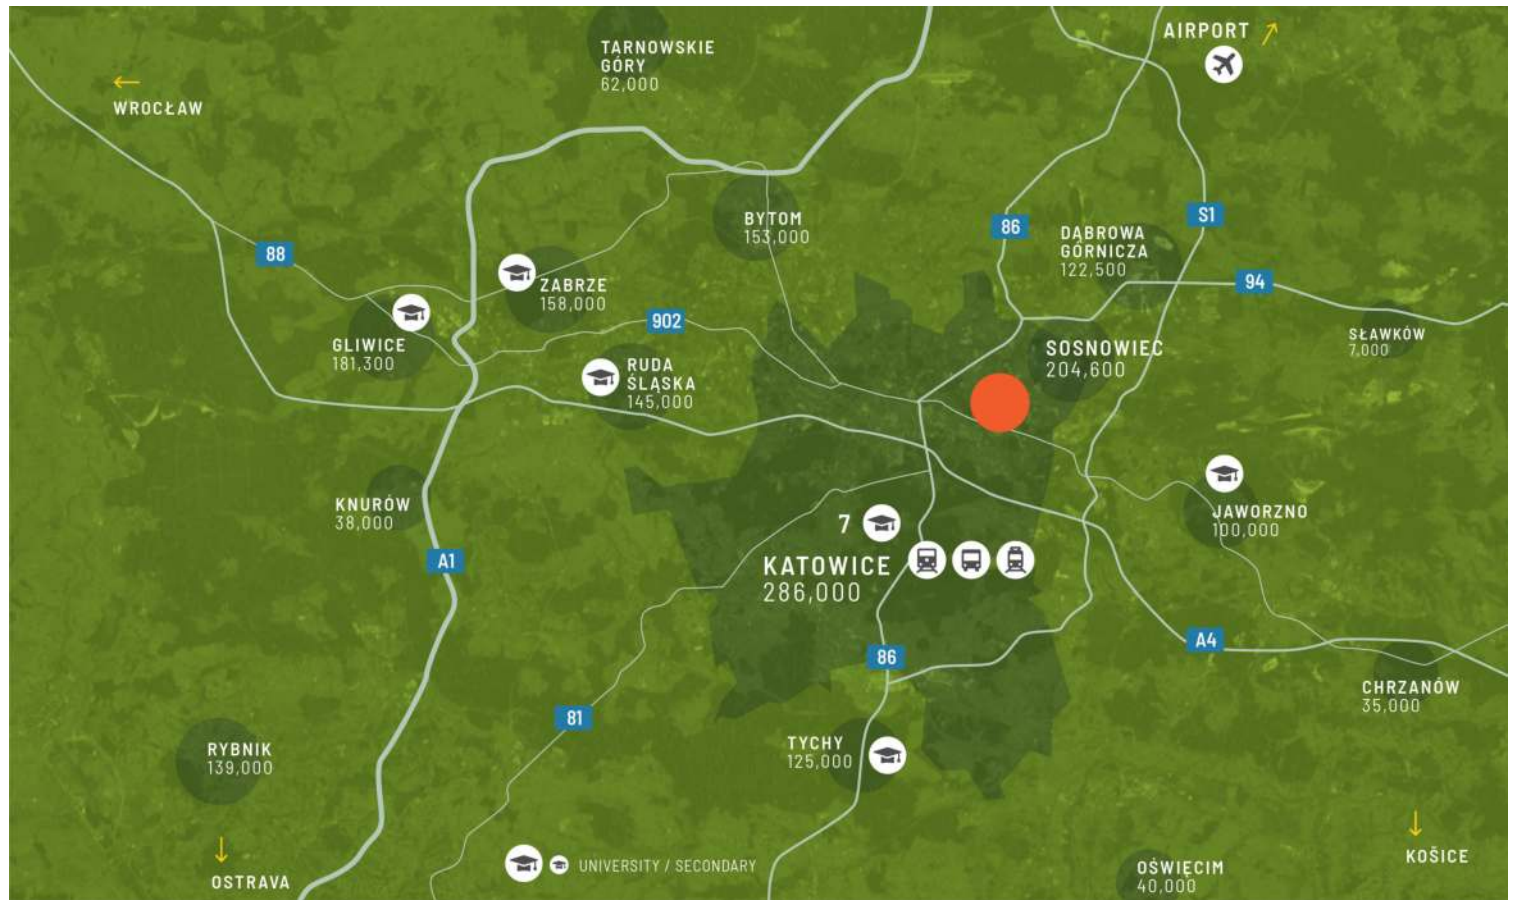 AIRPORT
TARNOWSKIE
GÓRY
62,000
WROCŁAW
BYTOM
153,000
S1
86
DĄBROWA
GÓRNICZA
122,500
88
94
ZABRZE
158,000
902
SŁAWKÓW
7,000
GLIWICE
181,300
SOSNOWIEC
204,600
RUDA
ŚLĄSKA
145,000
KNURÓW
38,000
JAWORZNO
100,000
7
KATOWICE
286,000
A1
A4
86
CHRZANÓW
35,000
81
TYCHY
125,000
RYBNIK
139,000
KOŠICE
UNIVERSITY / SECONDARY
OŚWIĘCIM
40,000
OSTRAVA